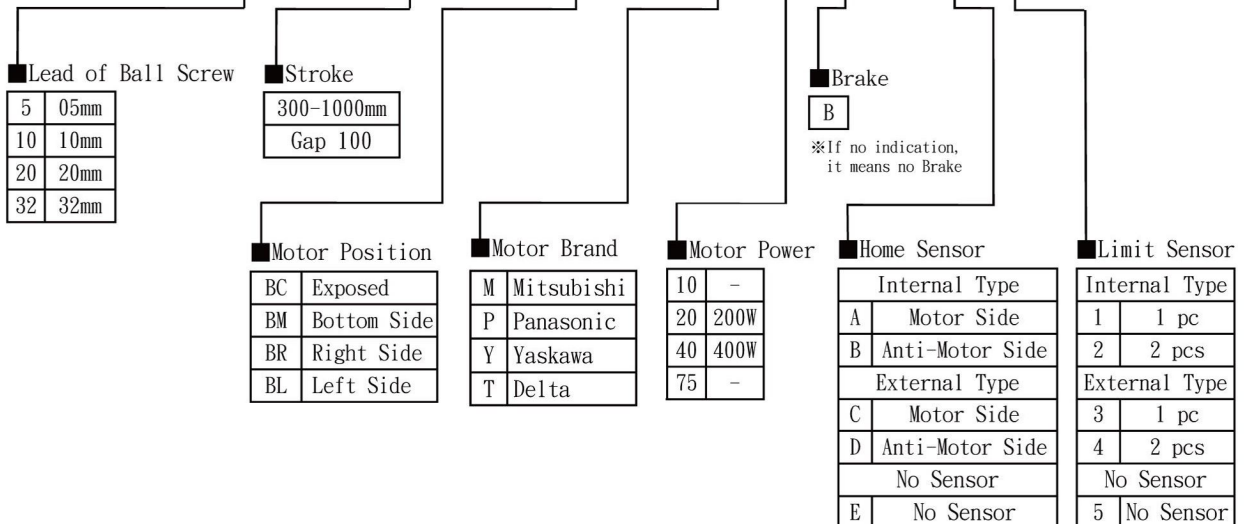 ■Lead of Ball Screw
5 05mm
10 10mm
20 20mm
32 32mm
■Stroke
300-1000mm
Gap 100
■Brake
B
※If no indication,
it means no Brake
■Motor Position
BC Exposed
BM Bottom Side
BR Right Side
BL Left Side
■Motor Brand
M Mitsubishi
P Panasonic
Y Yaskawa
T Delta
■Motor Power
10 -
20 200W
40 400W
75 -
■Home Sensor
Internal Type
A Motor Side
B Anti-Motor Side
External Type
C Motor Side
D Anti-Motor Side
No Sensor
E No Sensor
■Limit Sensor
Internal Type
1 1 pc
2 2 pcs
External Type
3 1 pc
4 2 pcs
No Sensor
5 No Sensor